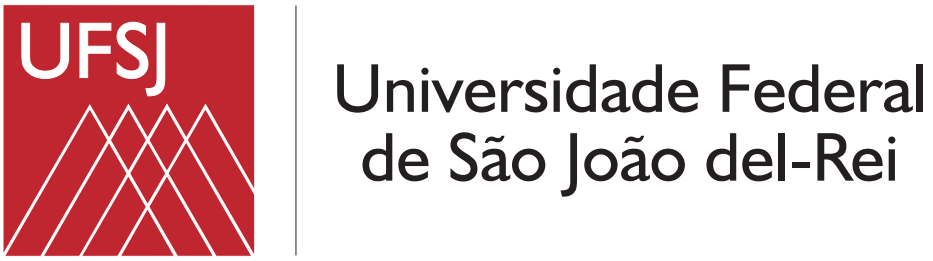 UFSJ
Universidade Federal
de São João del-Rei